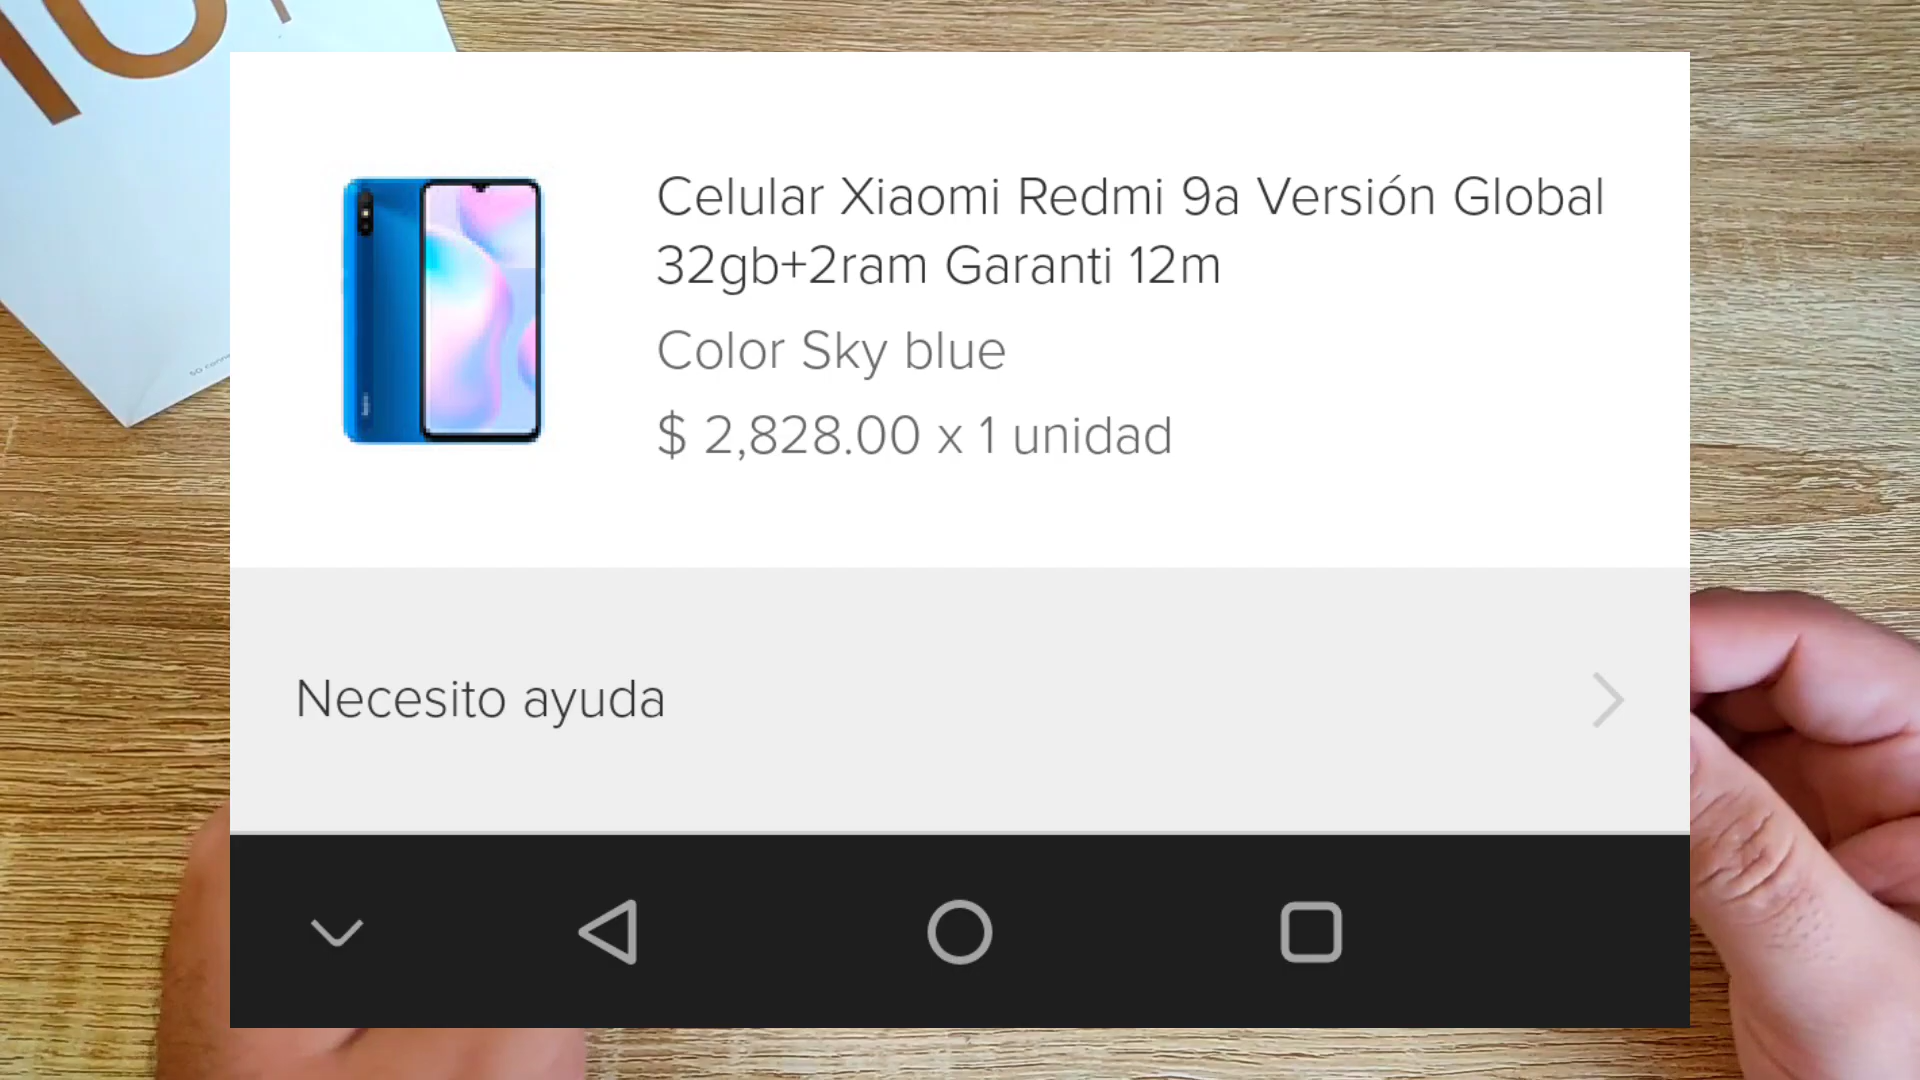 10
Celular Xiaomi Redmi 9a Versión Global
32gb+2ram Garanti 12m
Color Sky blue
$ 2,828.00 x 1 unidad
Necesito ayuda